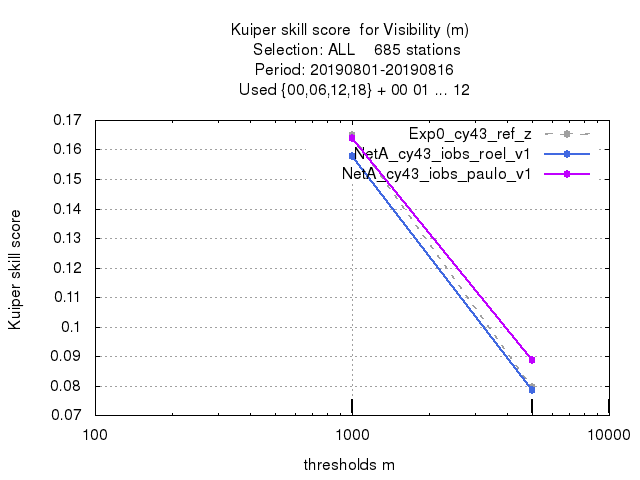 Kuiper skill score  for Visibility (m)
Selection: ALL    685 stations
Period: 20190801-20190816
Used {00,06,12,18} + 00 01 ... 12
Exp0_cy43_ref_z
NetA_cy43_iobs_roel_v1
NetA_cy43_iobs_paulo_v1
Kuiper skill score
0.17
0.16
0.15
0.14
0.13
0.12
0.11
0.1
0.09
0.08
0.07
100
1000
10000
thresholds m